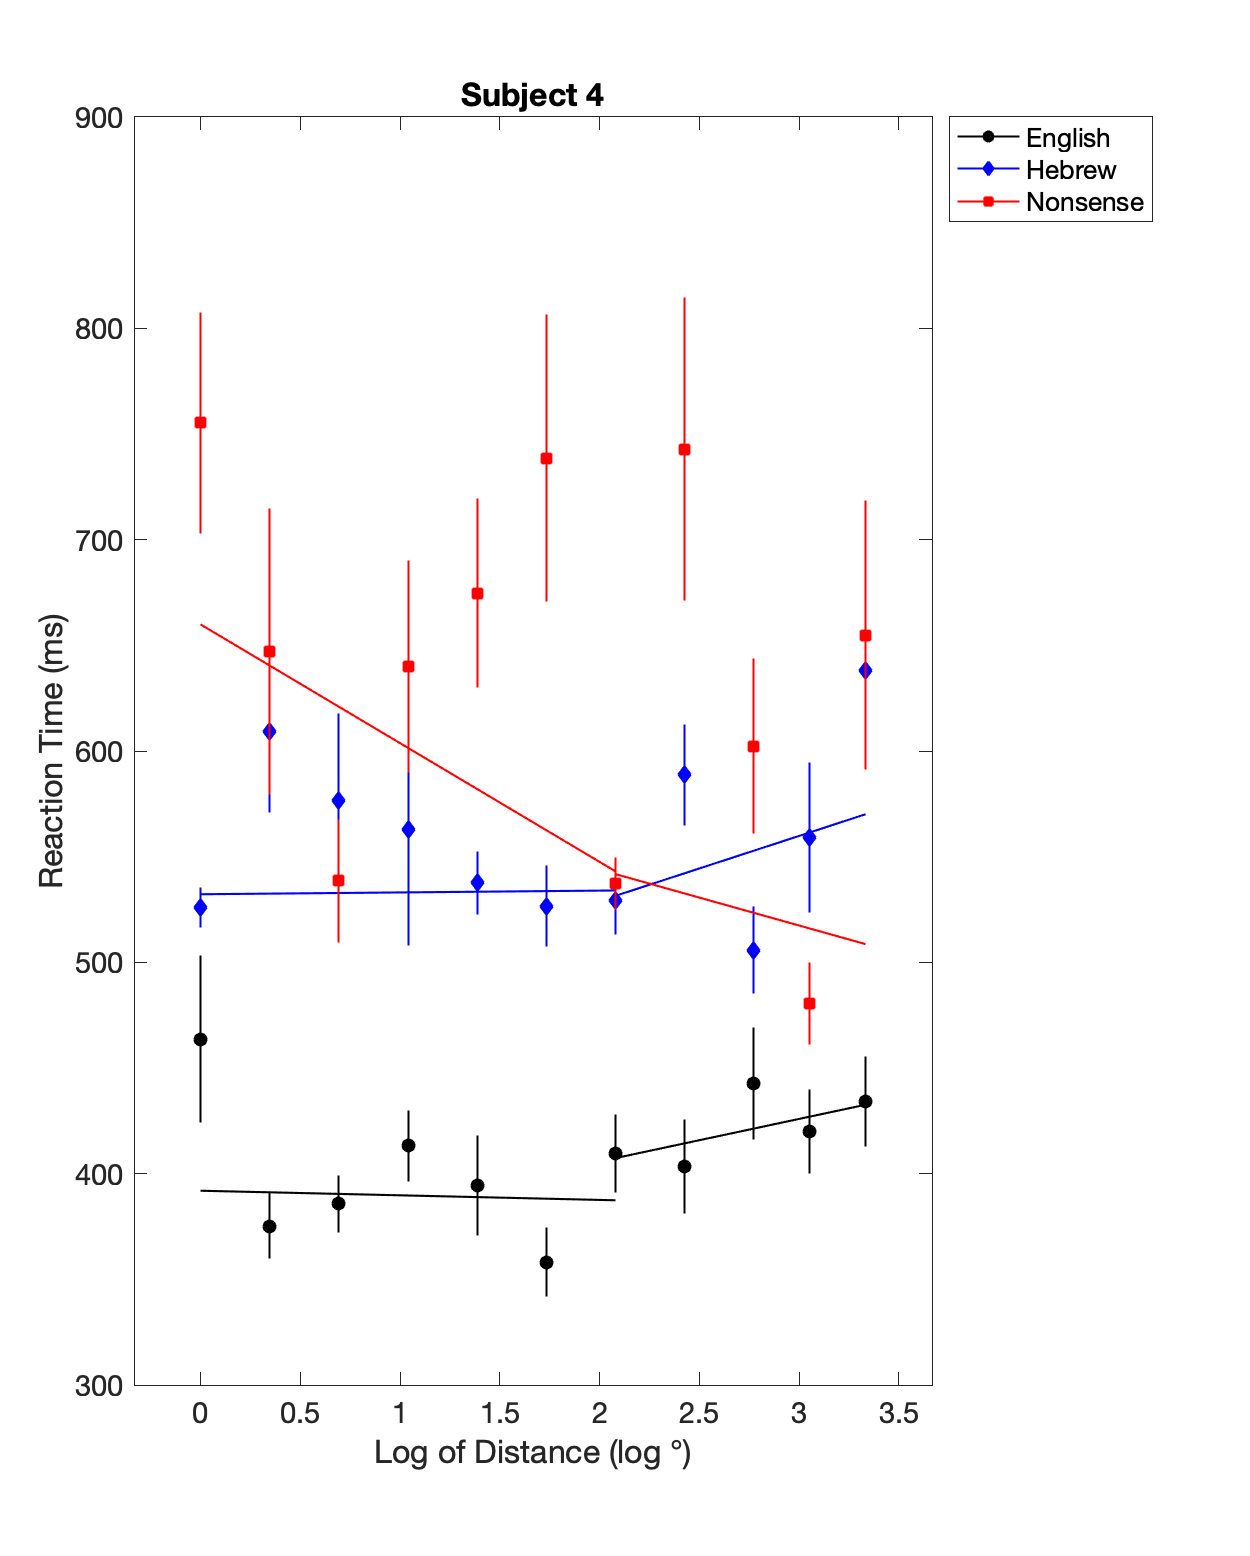 Subject 4
900
800
700
600
500
400
300
Reaction Time (ms)
0 0.5 1 1.5 2 2.5 3 3.5
Log of Distance (log °)
English
Hebrew
Nonsense